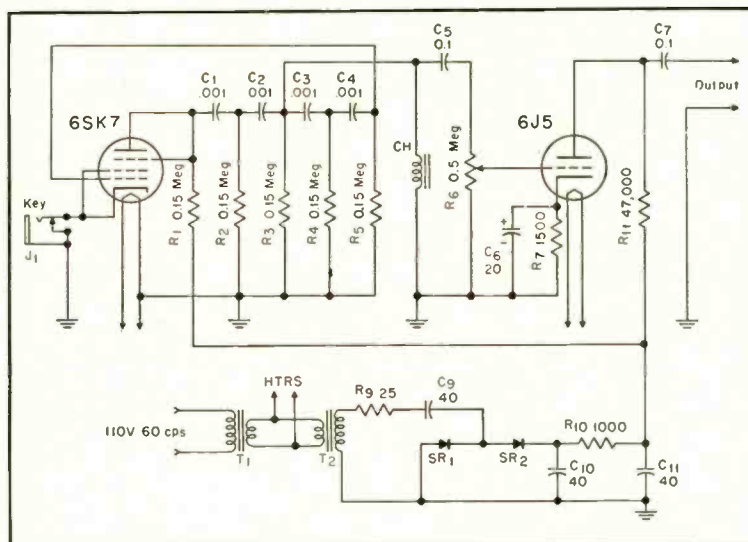 6SK7
C1
.001
C2
.001
C3
.001
C4
.001
C5
0.1
6J5
C7
0.1
Output
Key
J1
R1 0.15 Meg
R2 0.15 Meg
R3 0.15 Meg
R4 0.15 Meg
R5 0.15 Meg
CH
R6 0.5 Meg
C6
20
R7 1500
R11 47,000
110V 60 cps
T1
HTRS
T2
R9 25
C9
40
SR1
SR2
R10 1000
C10
40
C11
40